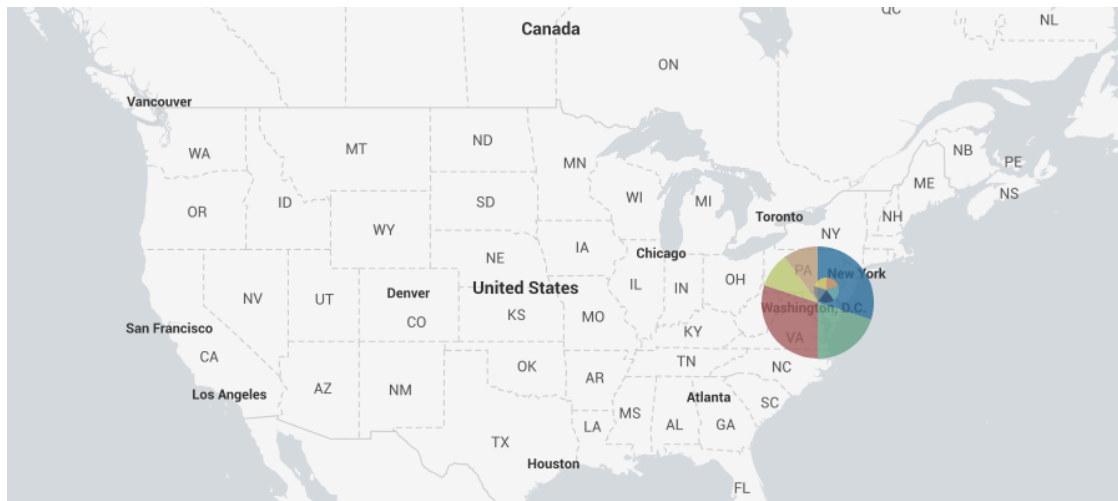 QC
NL
Canada
ON
Vancouver
WA
MT
ND
MN
NB
PE
ME
NS
OR
ID
SD
WI
MI
Toronto
NH
NY
WY
IA
Chicago
NE
PA
New York
OH
NV
UT
Denver
United States
IL
IN
Washington, D.C.
CO
KS
MO
San Francisco
KY
VA
CA
TN
NC
OK
AR
AZ
NM
Los Angeles
Atlanta
SC
MS
AL
GA
LA
TX
Houston
FL